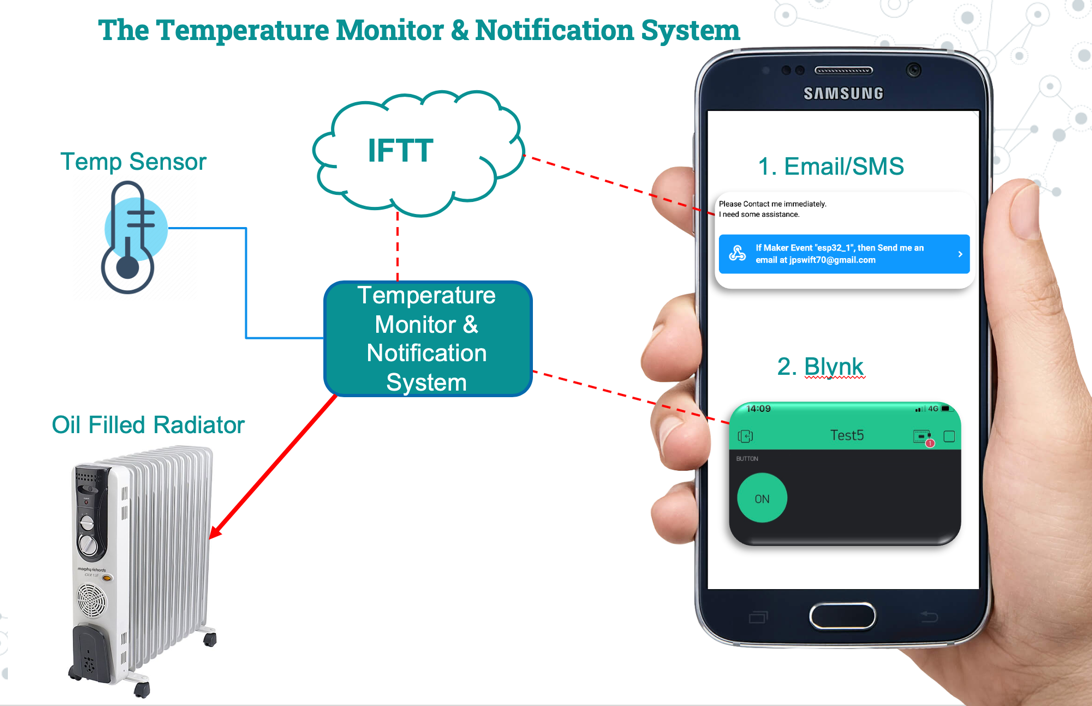 The Temperature Monitor & Notification System
SAMSUNG
IFTT
Temp Sensor
1. Email/SMS
Please Contact me immediately.
I need some assistance.
If Maker Event "esp32_1", then Send me an
email at jpswift70@gmail.com
Temperature
Monitor &
Notification
System
2. Blynk
14:09
4G
Test5
1
BUTTON
ON
Oil Filled Radiator